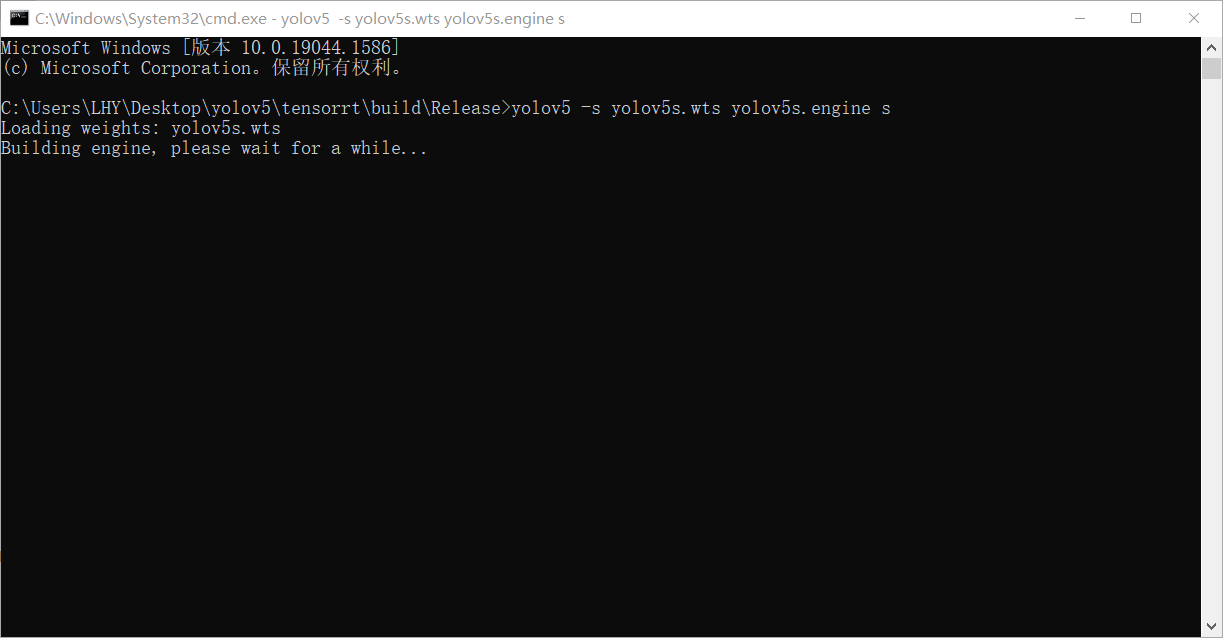 C:\Windows\System32\cmd.exe - yolov5  -s yolov5s.wts yolov5s.engine s
Microsoft Windows [版本 10.0.19044.1586]
(c) Microsoft Corporation。保留所有权利。
C:\Users\LHY\Desktop\yolov5\tensorrt\build\Release>yolov5 -s yolov5s.wts yolov5s.engine s
Loading weights: yolov5s.wts
Building engine, please wait for a while...